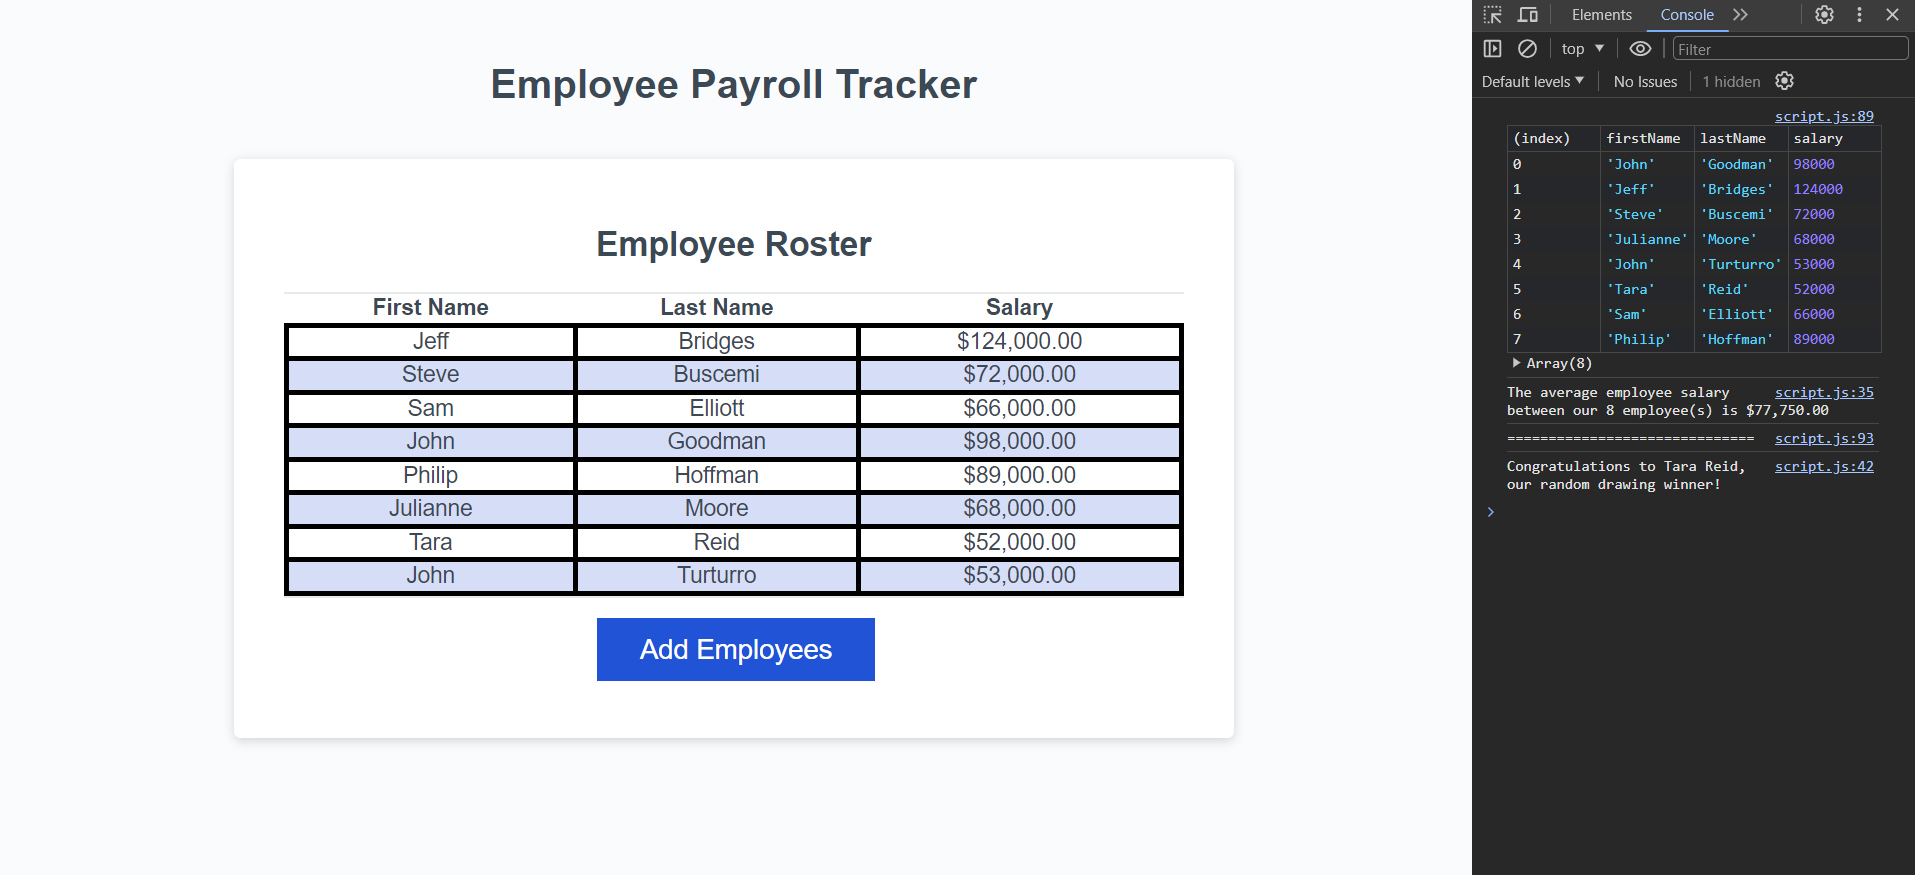 Employee Payroll Tracker
Employee Roster
First Name Last Name Salary
Jeff Bridges $124,000.00
Steve Buscemi $72,000.00
Sam Elliott $66,000.00
John Goodman $98,000.00
Philip Hoffman $89,000.00
Julianne Moore $68,000.00
Tara Reid $52,000.00
John Turturro $53,000.00
Add Employees
Elements Console
top Filter
Default levels No Issues 1 hidden
script.js:89
(index) firstName lastName salary
0 'John' 'Goodman' 98000
1 'Jeff' 'Bridges' 124000
2 'Steve' 'Buscemi' 72000
3 'Julianne' 'Moore' 68000
4 'John' 'Turturro' 53000
5 'Tara' 'Reid' 52000
6 'Sam' 'Elliott' 66000
7 'Philip' 'Hoffman' 89000
Array(8)
The average employee salary script.js:35
between our 8 employee(s) is $77,750.00
============================== script.js:93
Congratulations to Tara Reid, script.js:42
our random drawing winner!